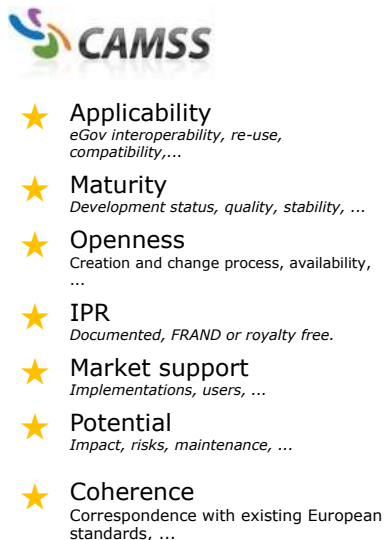 CAMSS
Applicability
eGov interoperability, re-use,
compatibility,...
Maturity
Development status, quality, stability, ...
Openness
Creation and change process, availability,
...
IPR
Documented, FRAND or royalty free.
Market support
Implementations, users, ...
Potential
Impact, risks, maintenance, ...
Coherence
Correspondence with existing European
standards, ...